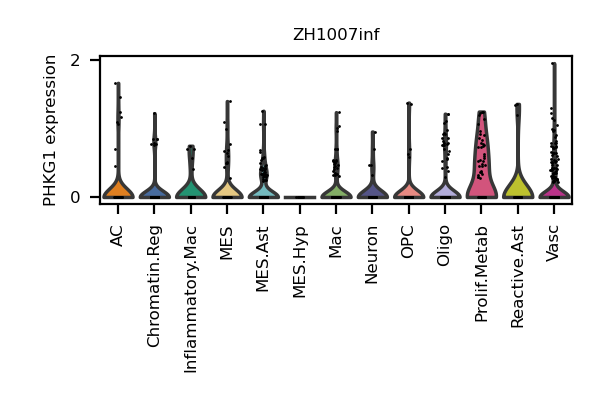 ZH1007inf
PHKG1 expression
2
0
AC
Chromatin.Reg
Inflammatory.Mac
MES
MES.Ast
MES.Hyp
Mac
Neuron
OPC
Oligo
Prolif.Metab
Reactive.Ast
Vasc